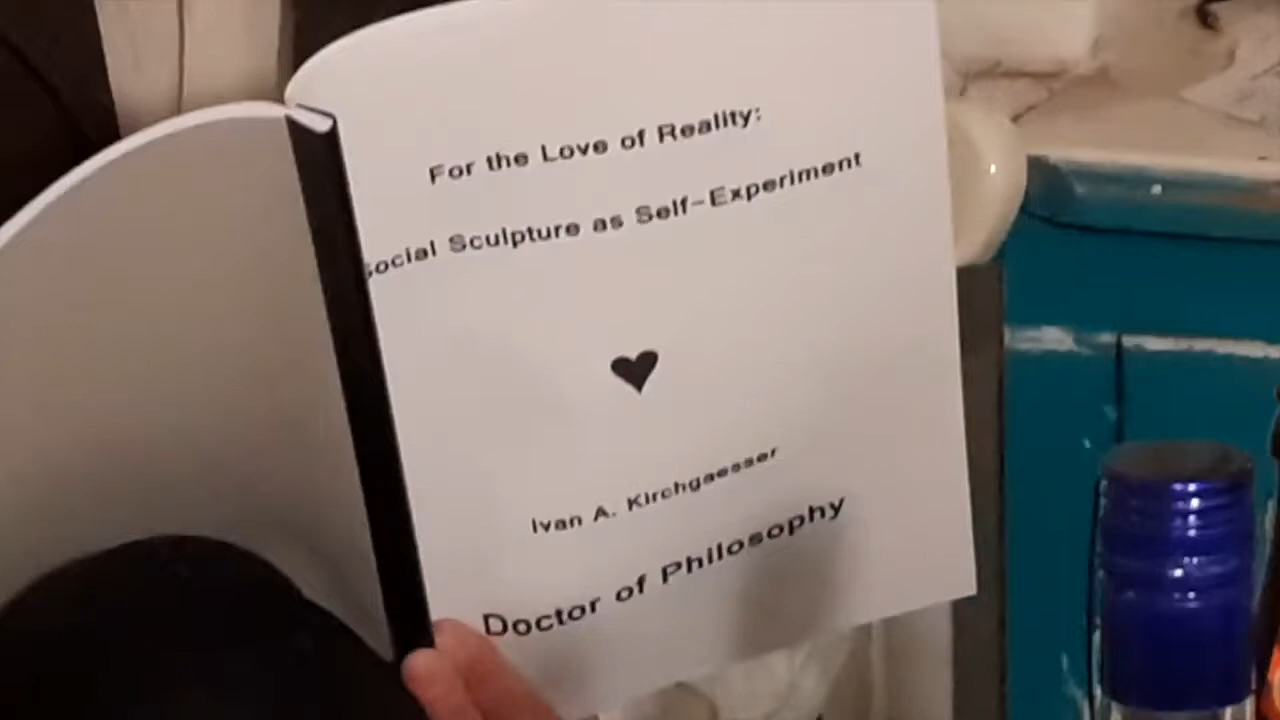 For the Love of Reality:
Social Sculpture as Self-Experiment
Ivan A. Kirchgaesser
Doctor of Philosophy